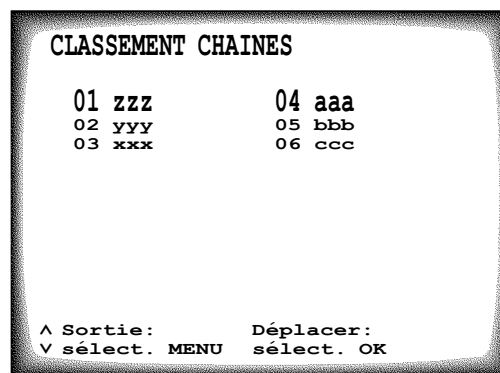 CLASSEMENT CHAINES
01 zzz 04 aaa
02 yyy 05 bbb
03 xxx 06 ccc
^ Sortie: Déplacer:
v sélect. MENU sélect. OK